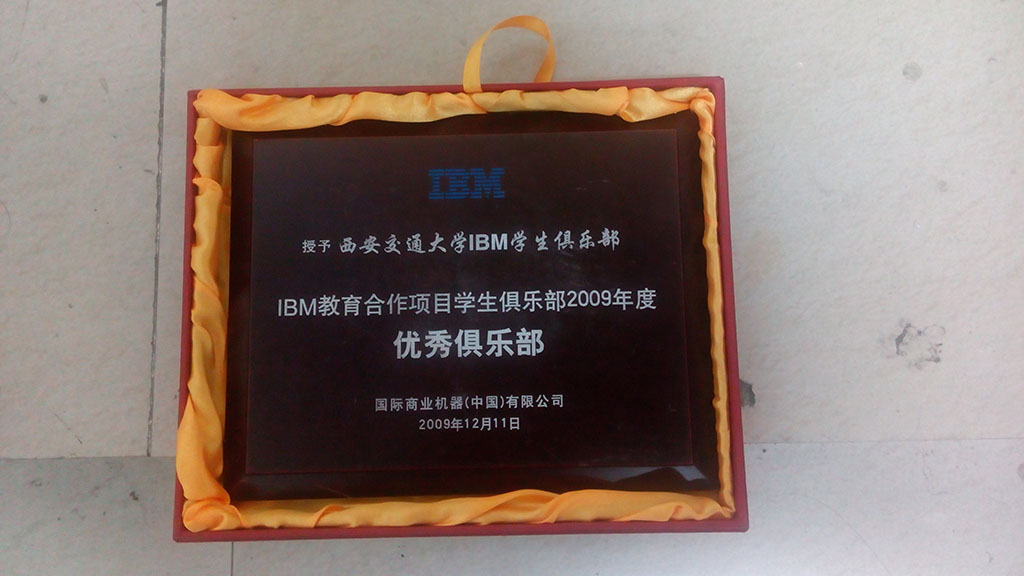 IBM
授予 西安交通大学IBM学生俱乐部
IBM教育合作项目学生俱乐部2009年度
优秀俱乐部
国际商业机器(中国)有限公司
2009年12月11日